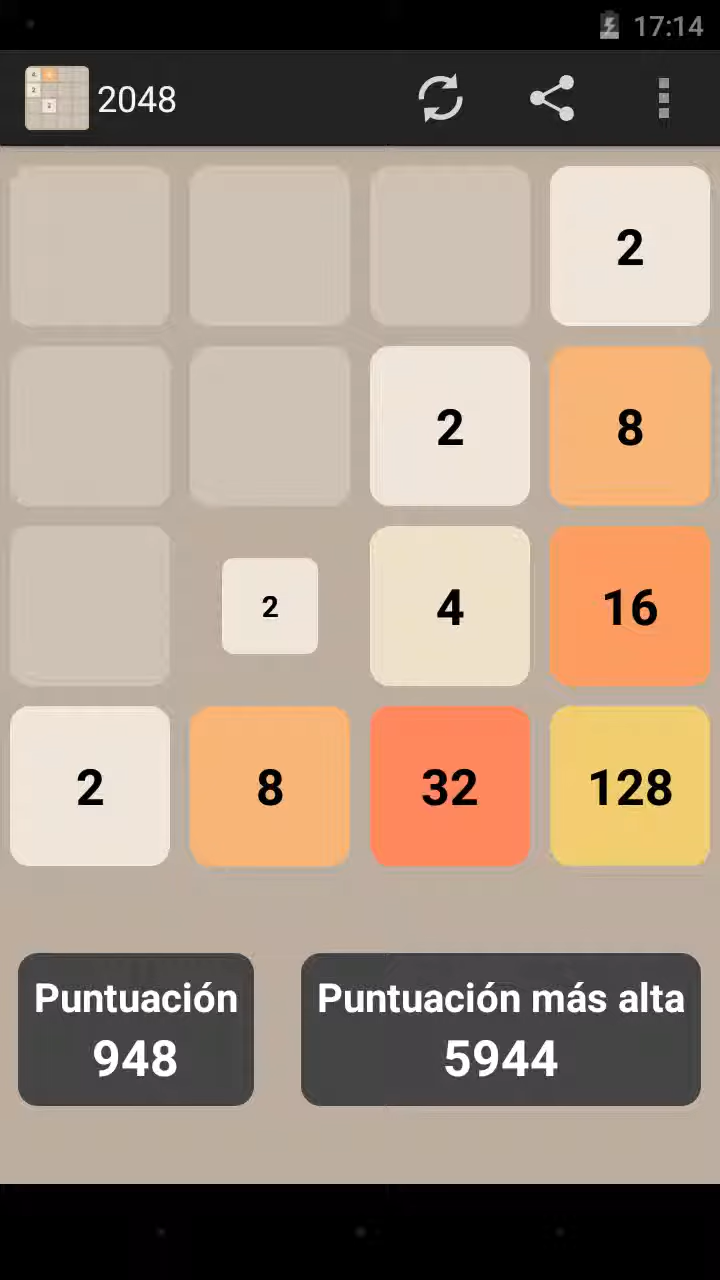 17:14
2048
2
2 8
2 4 16
2 8 32 128
Puntuación Puntuación más alta
948 5944